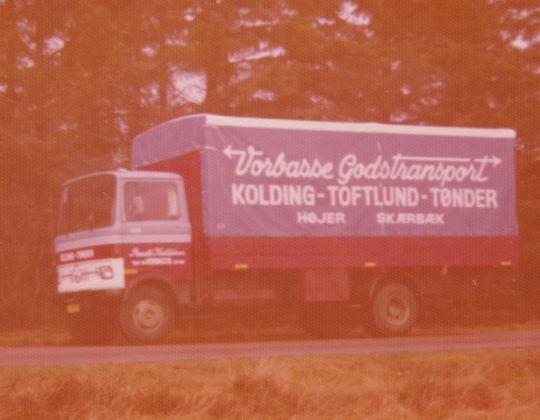 Vorbasse Godstransport
KOLDING - TOFTLUND - TØNDER
HØJER SKÆRBÆK